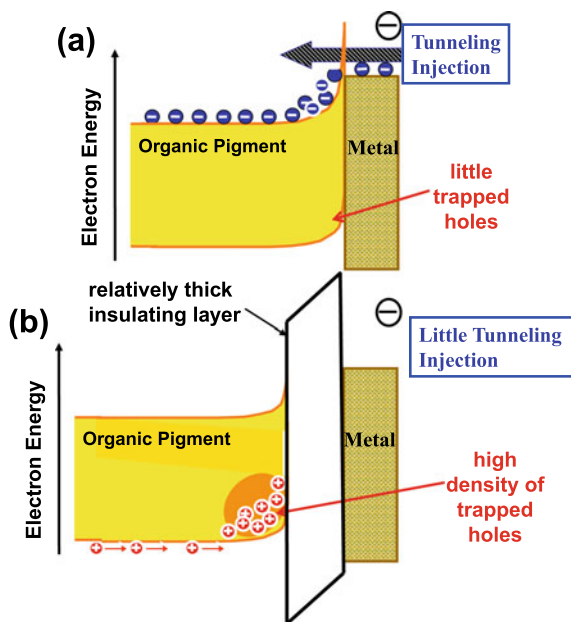 (a)
Tunneling
Injection
Electron Energy
Organic Pigment
Metal
little
trapped
holes
relatively thick
insulating layer
(b)
Little Tunneling
Injection
Electron Energy
Organic Pigment
Metal
high
density of
trapped
holes